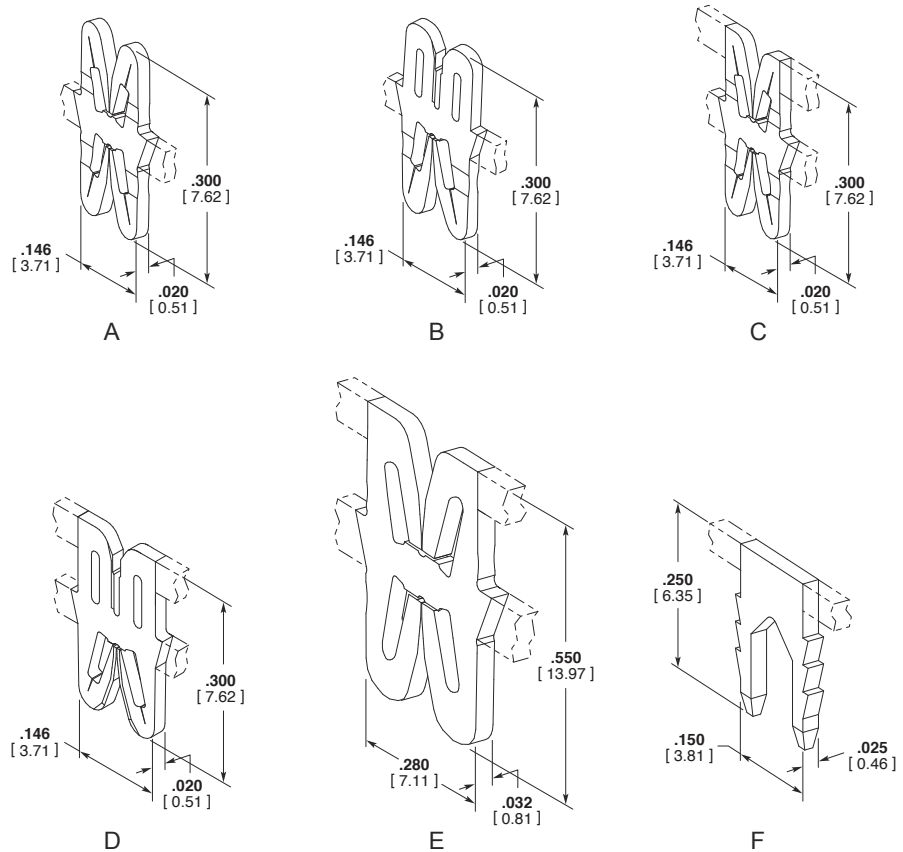 .300
[ 7.62 ]
.146
[ 3.71 ]
.020
[ 0.51 ]
A
.300
[ 7.62 ]
.146
[ 3.71 ]
.020
[ 0.51 ]
B
.300
[ 7.62 ]
.146
[ 3.71 ]
.020
[ 0.51 ]
C
.300
[ 7.62 ]
.146
[ 3.71 ]
.020
[ 0.51 ]
D
.550
[ 13.97 ]
.280
[ 7.11 ]
.032
[ 0.81 ]
E
.250
[ 6.35 ]
.150
[ 3.81 ]
.025
[ 0.46 ]
F